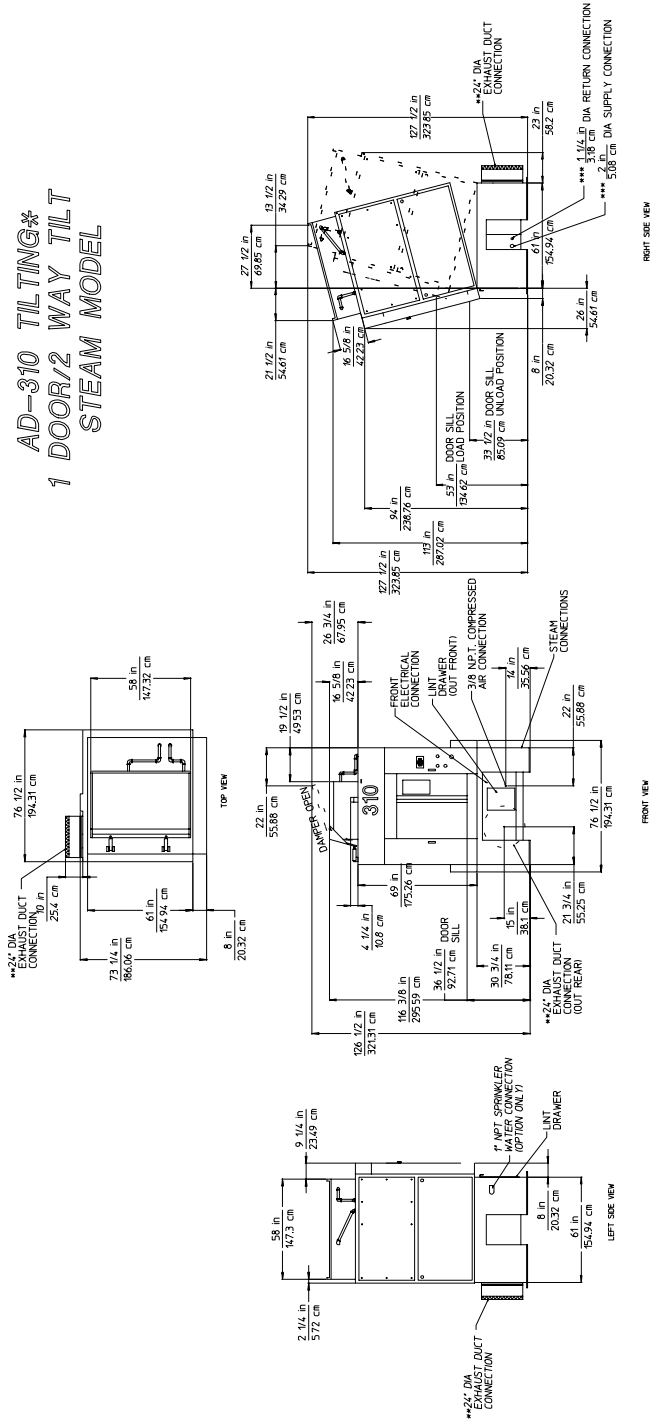 AD-310 TILTING*
1 DOOR/2 WAY TILT
STEAM MODEL
**24" DIA
EXHAUST DUCT
CONNECTION
10 in
25.4 cm
76 1/2 in
194.31 cm
58 in
147.32 cm
73 1/4 in
186.06 cm
61 in
154.94 cm
8 in
20.32 cm
TOP VIEW
2 1/4 in
5.72 cm
58 in
147.3 cm
9 1/4 in
23.49 cm
1" NPT SPRINKLER
WATER CONNECTION
(OPTION ONLY)
LINT
DRAWER
8 in
20.32 cm
61 in
154.94 cm
**24" DIA
EXHAUST DUCT
CONNECTION
LEFT SIDE VIEW
22 in
55.88 cm
19 1/2 in
49.53 cm
26 3/4 in
67.95 cm
16 5/8 in
42.23 cm
DAMPER OPEN
310
FRONT
ELECTRICAL
CONNECTION
LINT
DRAWER
(OUT FRONT)
3/8 N.P.T. COMPRESSED
AIR CONNECTION
14 in
35.56 cm
STEAM
CONNECTIONS
126 1/2 in
321.31 cm
116 3/8 in
295.59 cm
4 1/4 in
10.8 cm
69 in
175.26 cm
36 1/2 in DOOR
92.71 cm SILL
30 3/4 in
78.11 cm
15 in
38.1 cm
**24" DIA
EXHAUST DUCT
CONNECTION
(OUT REAR)
21 3/4 in
55.25 cm
22 in
55.88 cm
76 1/2 in
194.31 cm
FRONT VIEW
21 1/2 in
54.61 cm
27 1/2 in
69.85 cm
13 1/2 in
34.29 cm
16 5/8 in
42.23 cm
127 1/2 in
323.85 cm
113 in
287.02 cm
94 in
238.76 cm
53 in DOOR SILL
134.62 cm LOAD POSITION
33 1/2 in DOOR SILL
85.09 cm UNLOAD POSITION
127 1/2 in
323.85 cm
**24" DIA
EXHAUST DUCT
CONNECTION
23 in
58.2 cm
8 in
20.32 cm
26 in
54.61 cm
61 in
154.94 cm
*** 1 1/4 in DIA RETURN CONNECTION
3.18 cm
*** 2 in DIA SUPPLY CONNECTION
5.08 cm
RIGHT SIDE VIEW